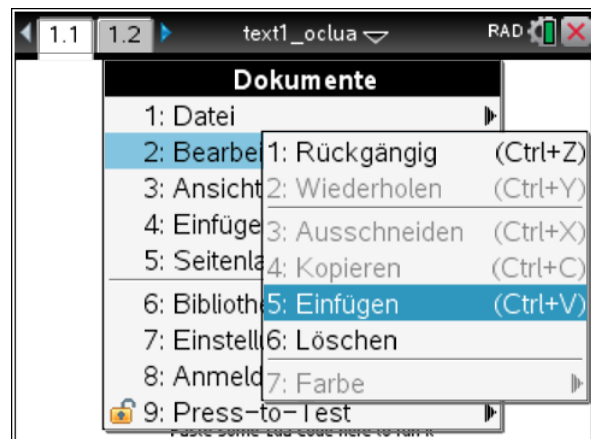 1.1 1.2 text1_oclua RAD
Dokumente
1: Datei
2: Bearbei
1: Rückgängig (Ctrl+Z)
3: Ansicht
2: Wiederholen (Ctrl+Y)
4: Einfüge
3: Ausschneiden (Ctrl+X)
5: Seitenla
4: Kopieren (Ctrl+C)
6: Biblioth
5: Einfügen (Ctrl+V)
7: Einstell
6: Löschen
8: Anmeld
7: Farbe
9: Press-to-Test